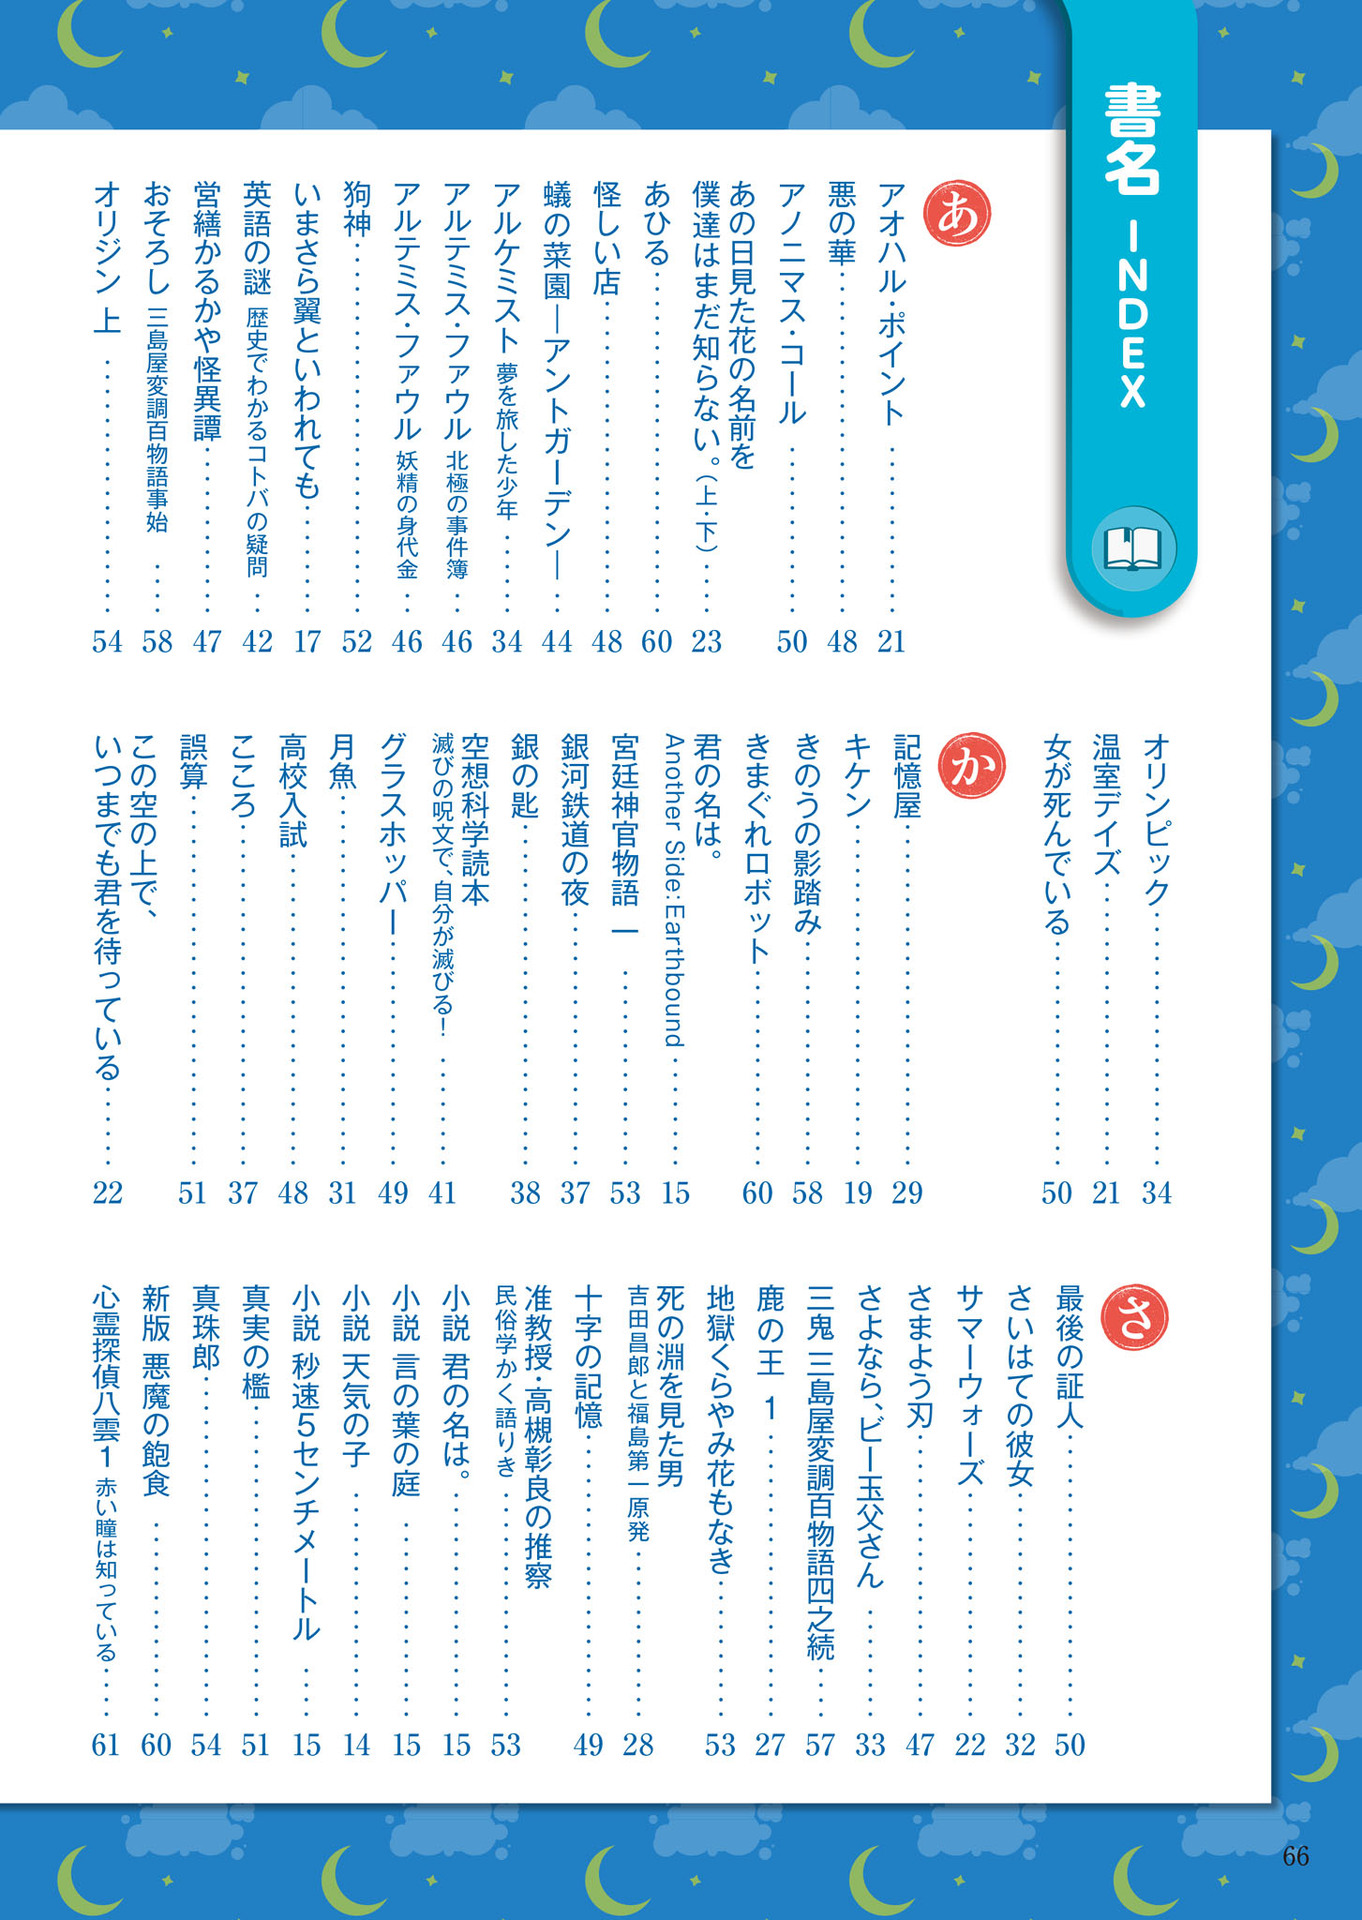 書名 INDEX
あ
アオハル・ポイント……………21
悪の華……………48
アノニマス・コール……………50
あの日見た花の名前を
僕達はまだ知らない。(上・下)……23
あひる……………60
怪しい店……………48
蟻の菜園―アントガーデン―……44
アルケミスト 夢を旅した少年……34
アルテミス・ファウル 北極の事件簿……46
アルテミス・ファウル 妖精の身代金……46
狗神……………52
いまさら翼といわれても……………17
英語の謎 歴史でわかるコトバの疑問……42
営繕かるかや怪異譚……………47
おそろし 三島屋変調百物語事始……58
オリジン 上……………54
オリンピック……………34
温室デイズ……………21
女が死んでいる……………50
か
記憶屋……………29
キケン……………19
きのうの影踏み……………58
きまぐれロボット……………60
君の名は。
Another Side:Earthbound……………15
宮廷神官物語 一……………53
銀河鉄道の夜……………37
銀の匙……………38
空想科学読本
滅びの呪文で、自分が滅びる!……………41
グラスホッパー……………49
月魚……………31
高校入試……………48
こころ……………37
誤算……………51
この空の上で、
いつまでも君を待っている……………22
さ
最後の証人……………50
さいはての彼女……………32
サマーウォーズ……………22
さまよう刃……………47
さよなら、ビー玉父さん……………33
三鬼 三島屋変調百物語四之続……57
鹿の王 1……………27
地獄くらやみ花もなき……………53
死の淵を見た男
吉田昌郎と福島第一原発……………28
十字の記憶……………49
准教授・高槻彰良の推察
民俗学かく語りき……………53
小説 君の名は。……………15
小説 言の葉の庭……………15
小説 天気の子……………14
小説 秒速5センチメートル……15
真実の檻……………51
真珠郎……………54
新版 悪魔の飽食……………60
心霊探偵八雲1 赤い瞳は知っている……61
66